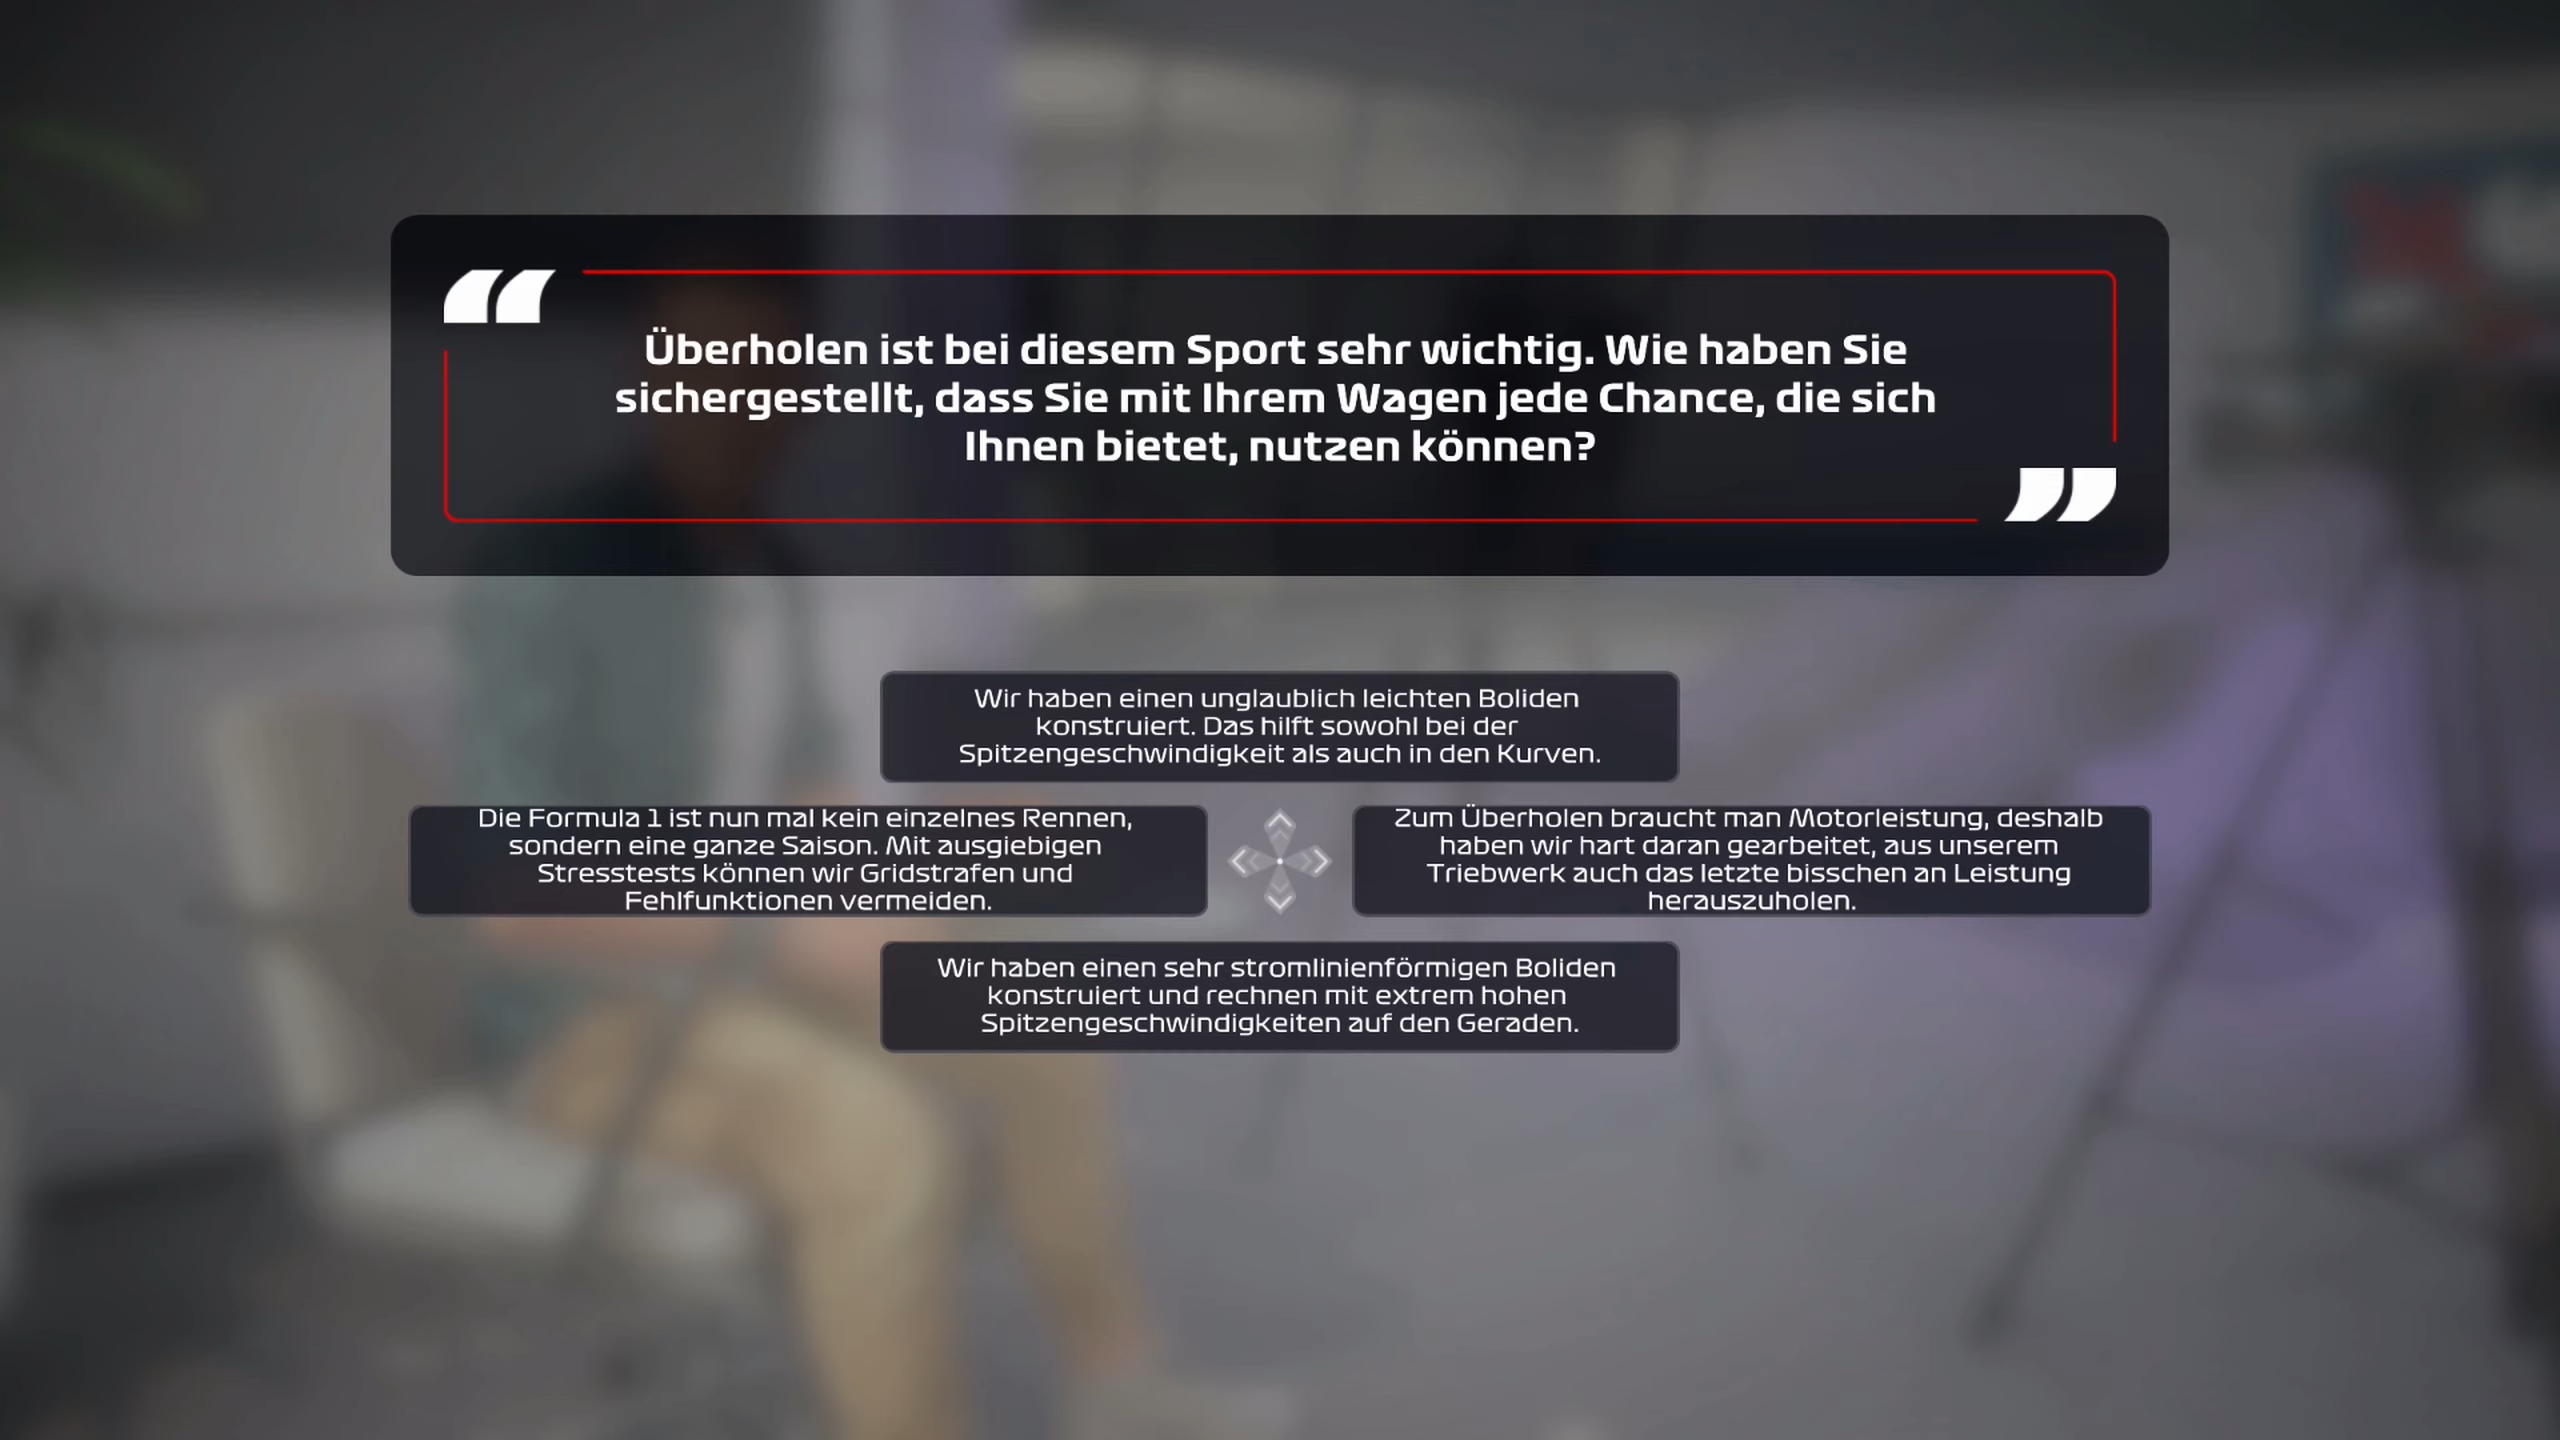 Überholen ist bei diesem Sport sehr wichtig. Wie haben Sie
sichergestellt, dass Sie mit Ihrem Wagen jede Chance, die sich
Ihnen bietet, nutzen können?
Wir haben einen unglaublich leichten Boliden
konstruiert. Das hilft sowohl bei der
Spitzengeschwindigkeit als auch in den Kurven.
Die Formula 1 ist nun mal kein einzelnes Rennen,
sondern eine ganze Saison. Mit ausgiebigen
Stresstests können wir Gridstrafen und
Fehlfunktionen vermeiden.
Zum Überholen braucht man Motorleistung, deshalb
haben wir hart daran gearbeitet, aus unserem
Triebwerk auch das letzte bisschen an Leistung
herauszuholen.
Wir haben einen sehr stromlinienförmigen Boliden
konstruiert und rechnen mit extrem hohen
Spitzengeschwindigkeiten auf den Geraden.